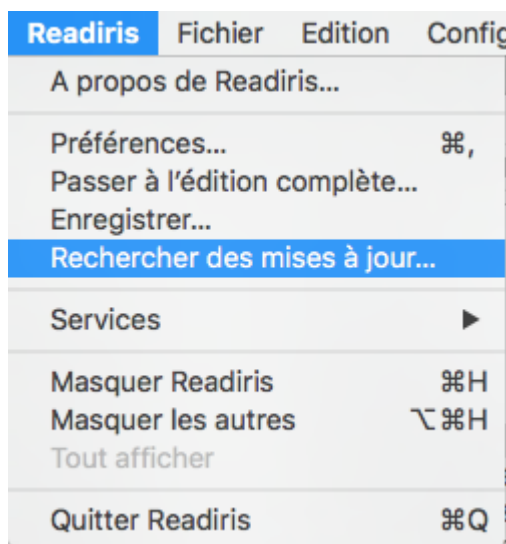 Readiris Fichier Edition Config
A propos de Readiris...
Préférences... ⌘,
Passer à l'édition complète...
Enregistrer...
Rechercher des mises à jour...
Services ▶
Masquer Readiris ⌘H
Masquer les autres ⌥⌘H
Tout afficher
Quitter Readiris ⌘Q